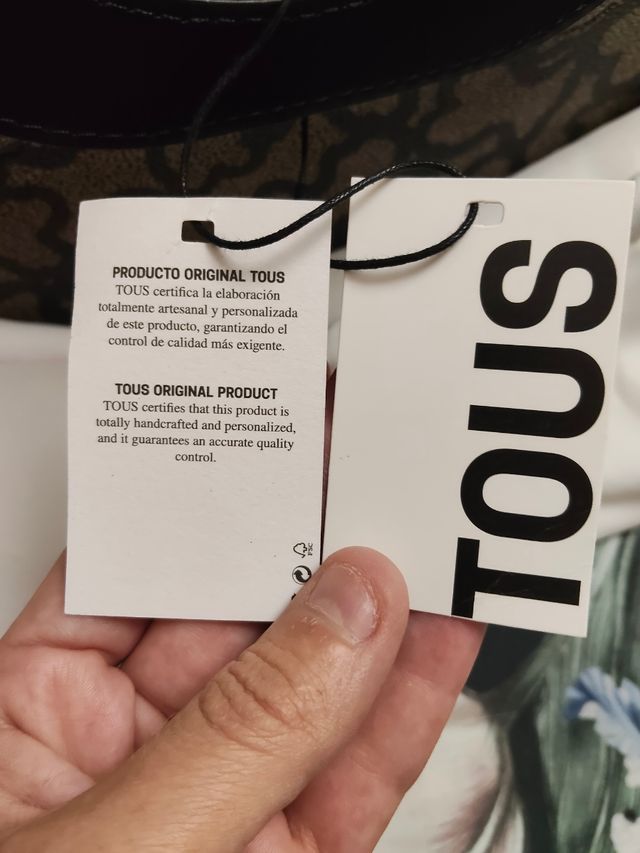 PRODUCTO ORIGINAL TOUS
TOUS certifica la elaboración
totalmente artesanal y personalizada
de este producto, garantizando el
control de calidad más exigente.
TOUS ORIGINAL PRODUCT
TOUS certifies that this product is
totally handcrafted and personalized,
and it guarantees an accurate quality
control.
FSC
TOUS